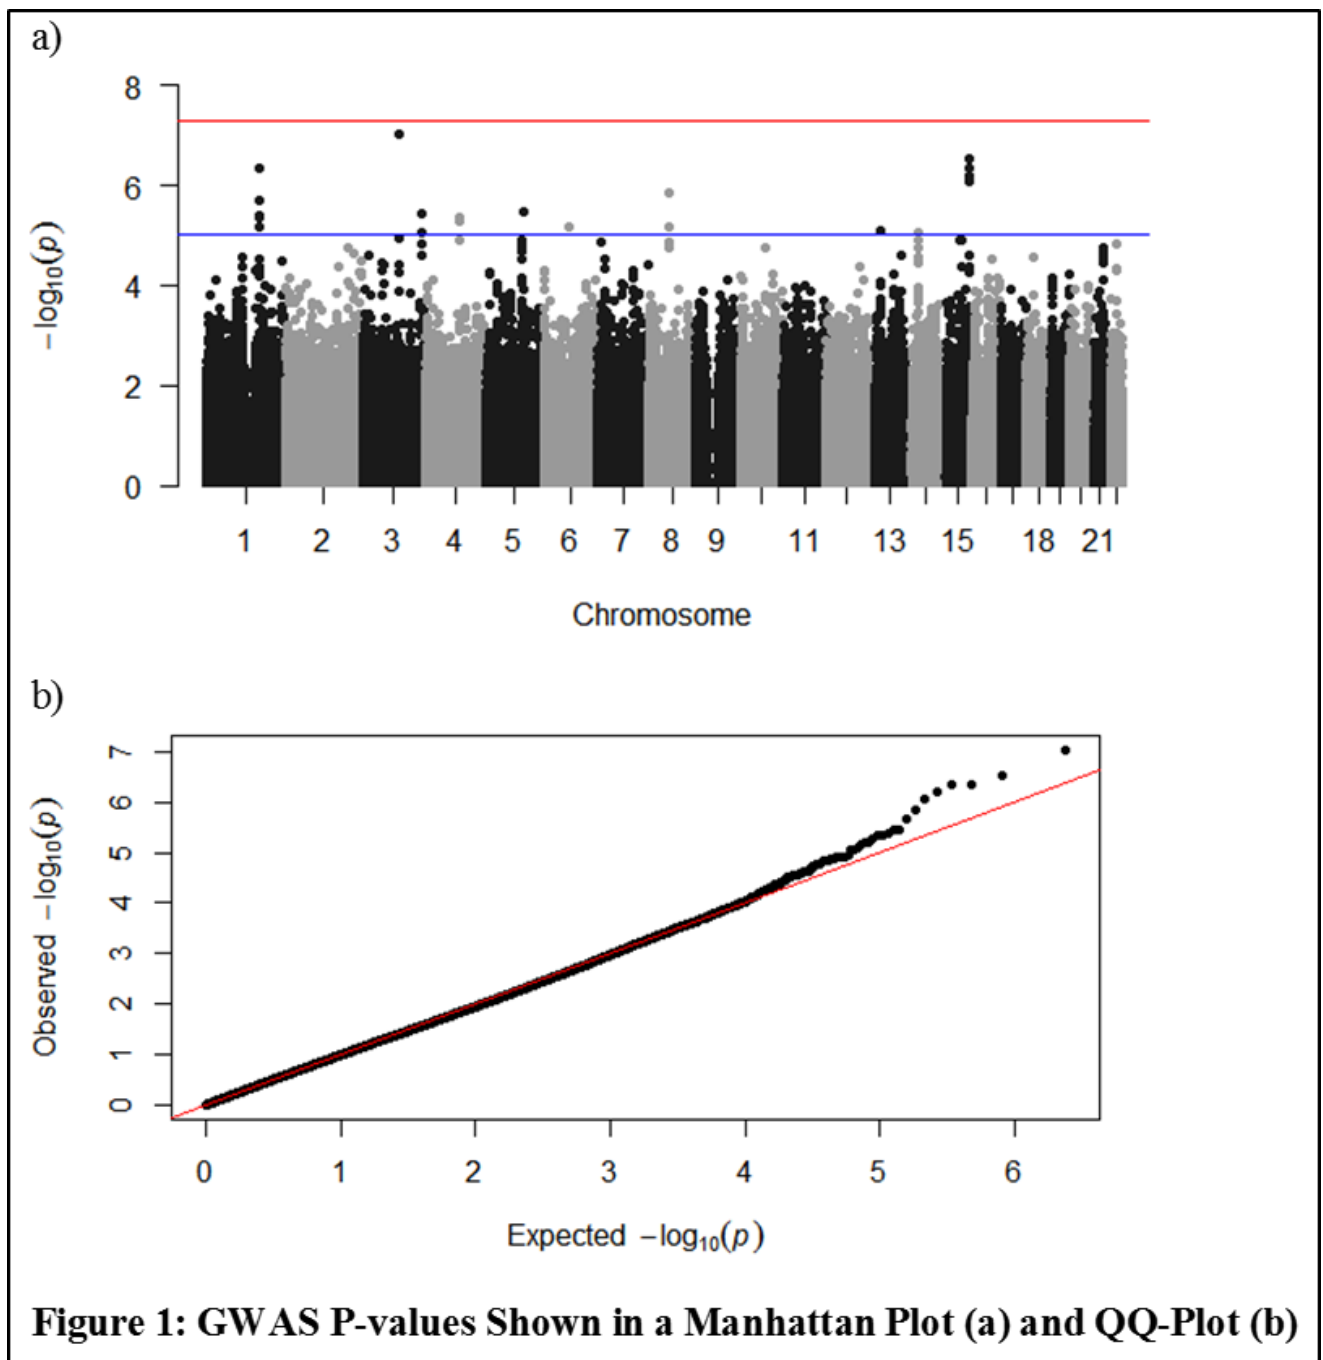 a)
8
6
4
2
0
−log₁₀(p)
1 2 3 4 5 6 7 8 9 11 13 15 18 21
Chromosome
b)
7
6
5
4
3
2
1
0
Observed −log₁₀(p)
0 1 2 3 4 5 6
Expected −log₁₀(p)
Figure 1: GWAS P-values Shown in a Manhattan Plot (a) and QQ-Plot (b)